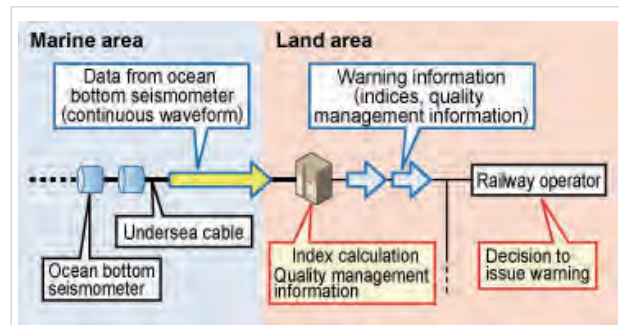 Marine area
Land area
Data from ocean
bottom seismometer
(continuous waveform)
Warning information
(indices, quality
management information)
Railway operator
Undersea cable
Ocean bottom
seismometer
Index calculation
Quality management
information
Decision to
issue warning